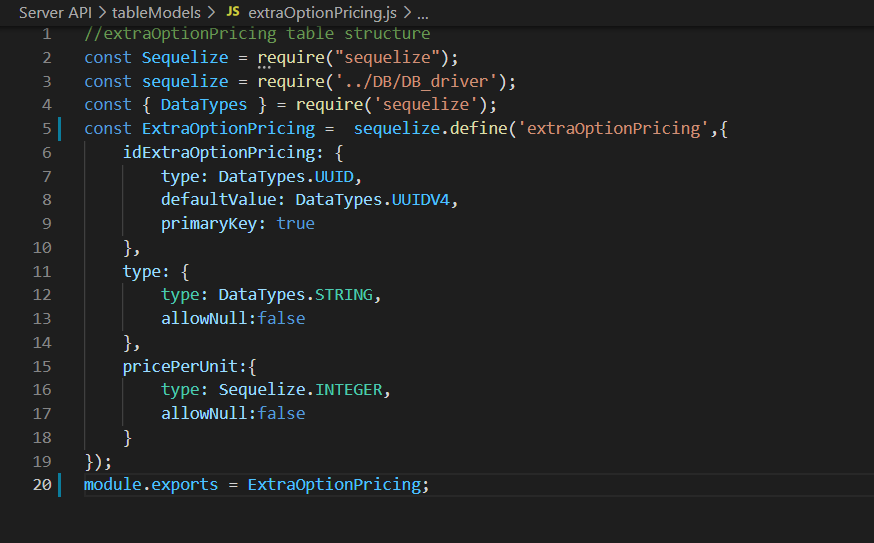 Server API > tableModels > JS extraOptionPricing.js > ...
1 //extraOptionPricing table structure
2 const Sequelize = require("sequelize");
3 const sequelize = require('../DB/DB_driver');
4 const { DataTypes } = require('sequelize');
5 const ExtraOptionPricing =  sequelize.define('extraOptionPricing',{
6     idExtraOptionPricing: {
7         type: DataTypes.UUID,
8         defaultValue: DataTypes.UUIDV4,
9         primaryKey: true
10     },
11     type: {
12         type: DataTypes.STRING,
13         allowNull:false
14     },
15     pricePerUnit:{
16         type: Sequelize.INTEGER,
17         allowNull:false
18     }
19 });
20 module.exports = ExtraOptionPricing;